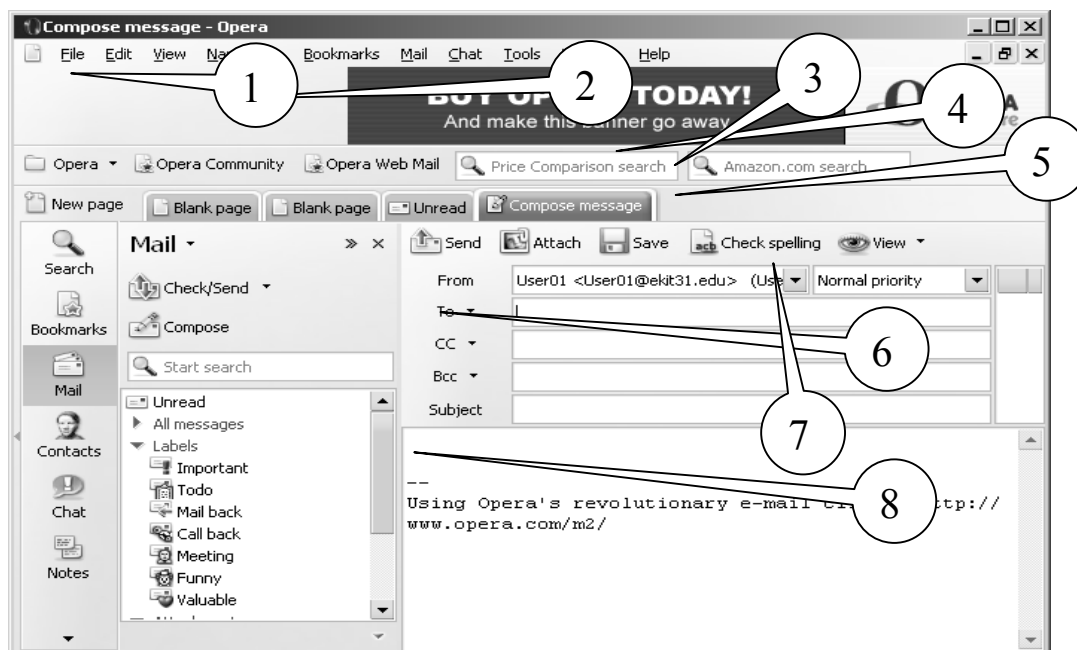 Compose message - Opera
File Edit View Bookmarks Mail Chat Tools Help
1 2 3 4 5
BUY TODAY!
And make this banner go away
Opera Opera Community Opera Web Mail Price Comparison search Amazon.com search
New page Blank page Blank page Unread Compose message
Search
Bookmarks
Mail
Contacts
Chat
Notes
Mail
Check/Send
Compose
Start search
Unread
All messages
Labels
Important
Todo
Mail back
Call back
Meeting
Funny
Valuable
Send Attach Save Check spelling View
From User01 <User01@ekit31.edu> (Use Normal priority
To
CC
Bcc
Subject
6
7
8
--
Using Opera's revolutionary e-mail ttp://
www.opera.com/m2/